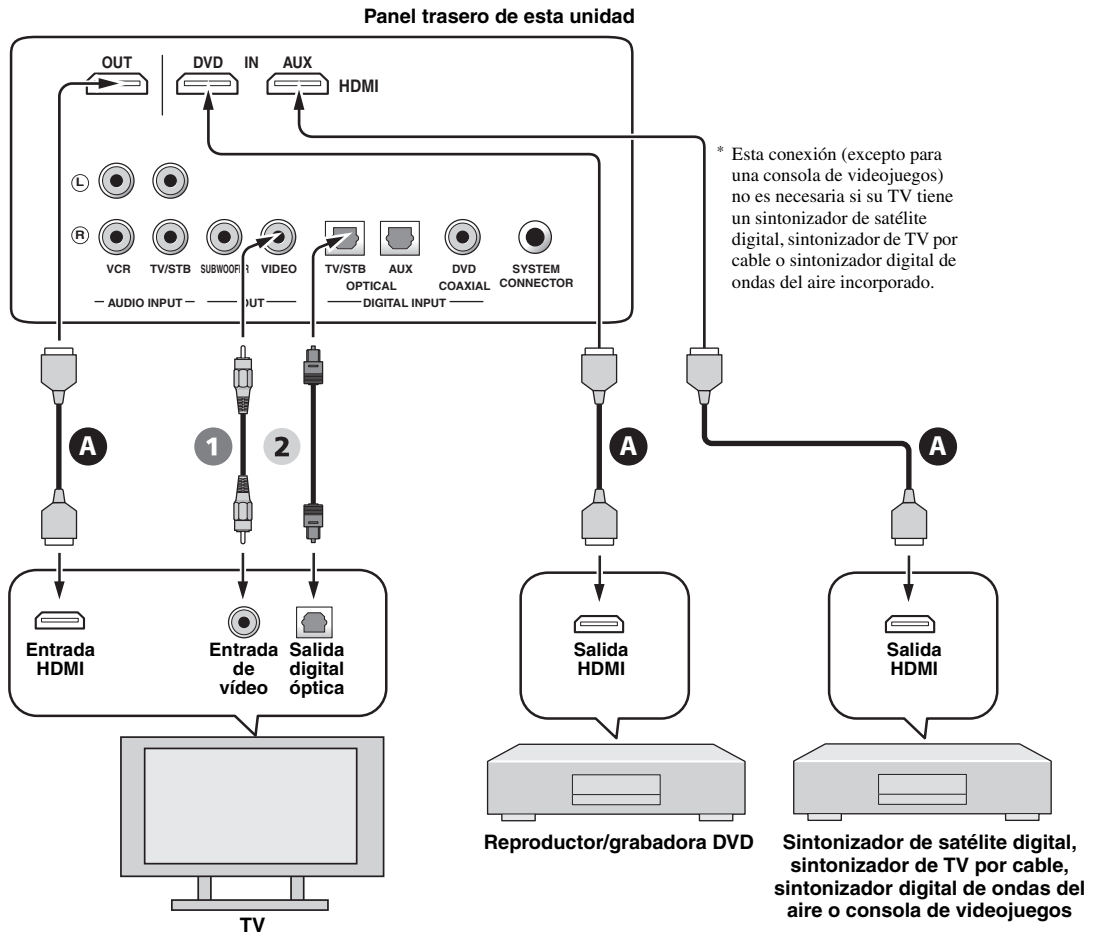 Panel trasero de esta unidad
OUT
DVD IN AUX
HDMI
* Esta conexión (excepto para
una consola de videojuegos)
no es necesaria si su TV tiene
un sintonizador de satélite
digital, sintonizador de TV por
cable o sintonizador digital de
ondas del aire incorporado.
L
R
VCR TV/STB SUBWOOFER VIDEO TV/STB AUX DVD SYSTEM
OPTICAL COAXIAL CONNECTOR
AUDIO INPUT OUT DIGITAL INPUT
A
1
2
A
A
Entrada
HDMI
Entrada
de
vídeo
Salida
digital
óptica
Salida
HDMI
Salida
HDMI
TV
Reproductor/grabadora DVD
Sintonizador de satélite digital,
sintonizador de TV por cable,
sintonizador digital de ondas del
aire o consola de videojuegos